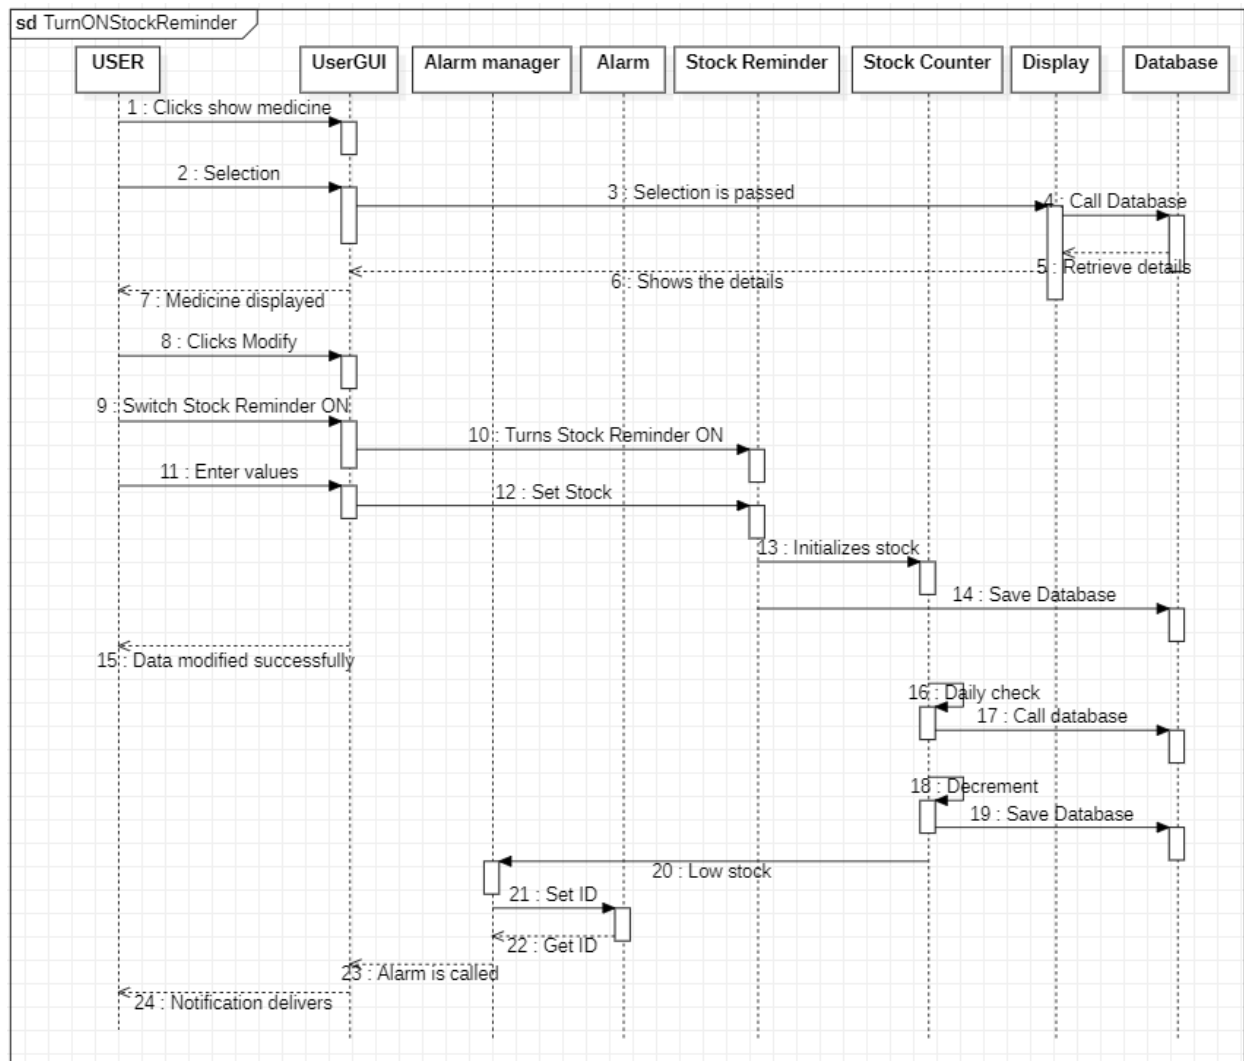 sd TurnONStockReminder
USER
UserGUI
Alarm manager
Alarm
Stock Reminder
Stock Counter
Display
Database
1 : Clicks show medicine
2 : Selection
3 : Selection is passed
4 : Call Database
5 : Retrieve details
6 : Shows the details
7 : Medicine displayed
8 : Clicks Modify
9 : Switch Stock Reminder ON
10 : Turns Stock Reminder ON
11 : Enter values
12 : Set Stock
13 : Initializes stock
14 : Save Database
15 : Data modified successfully
16 : Daily check
17 : Call database
18 : Decrement
19 : Save Database
20 : Low stock
21 : Set ID
22 : Get ID
23 : Alarm is called
24 : Notification delivers